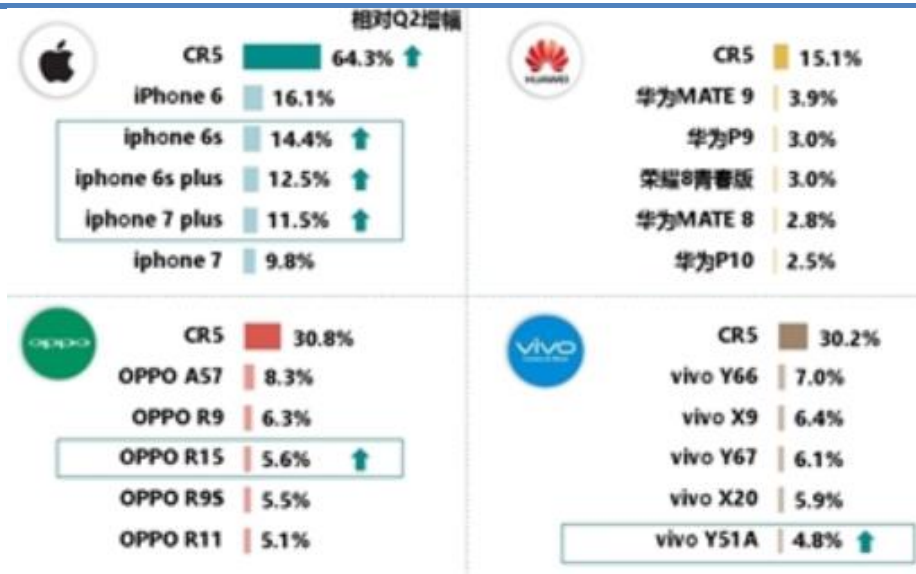 相对Q2增幅
CR5 64.3%
iPhone 6 16.1%
iphone 6s 14.4%
iphone 6s plus 12.5%
iphone 7 plus 11.5%
iphone 7 9.8%
HUAWEI
CR5 15.1%
华为MATE 9 3.9%
华为P9 3.0%
荣耀8青春版 3.0%
华为MATE 8 2.8%
华为P10 2.5%
oppo
CR5 30.8%
OPPO A57 8.3%
OPPO R9 6.3%
OPPO R15 5.6%
OPPO R9S 5.5%
OPPO R11 5.1%
vivo
CR5 30.2%
vivo Y66 7.0%
vivo X9 6.4%
vivo Y67 6.1%
vivo X20 5.9%
vivo Y51A 4.8%